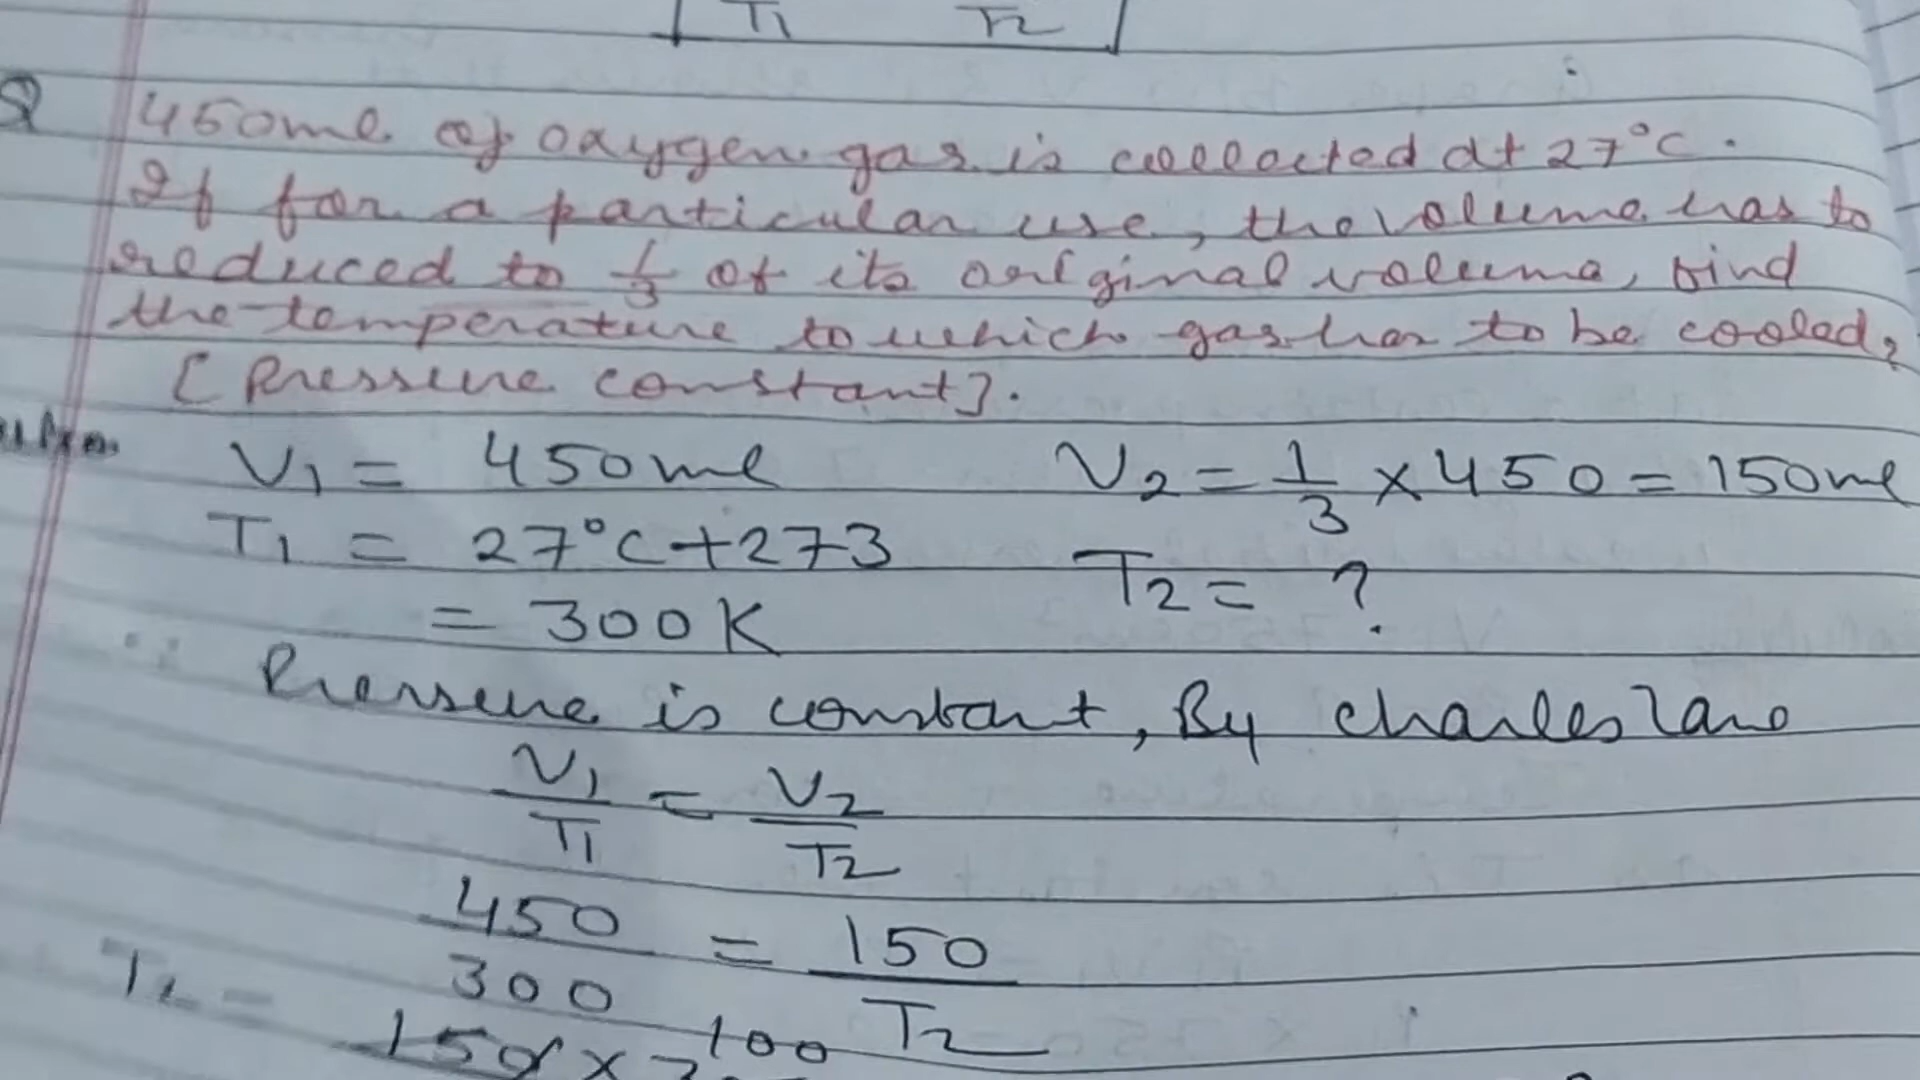 T1 T2
Q 450ml of oxygen gas is collected at 27°C.
If for a particular use, the volume has to
reduced to 1/3 of its original volume, find
the temperature to which gas has to be cooled,
[Pressure constant].
V1 = 450ml V2 = 1/3 × 450 = 150ml
T1 = 27°C + 273 T2 = ?
= 300K
Pressure is constant, By charles law
V1/T1 = V2/T2
450/300 = 150/T2
T2 = 150 × 100